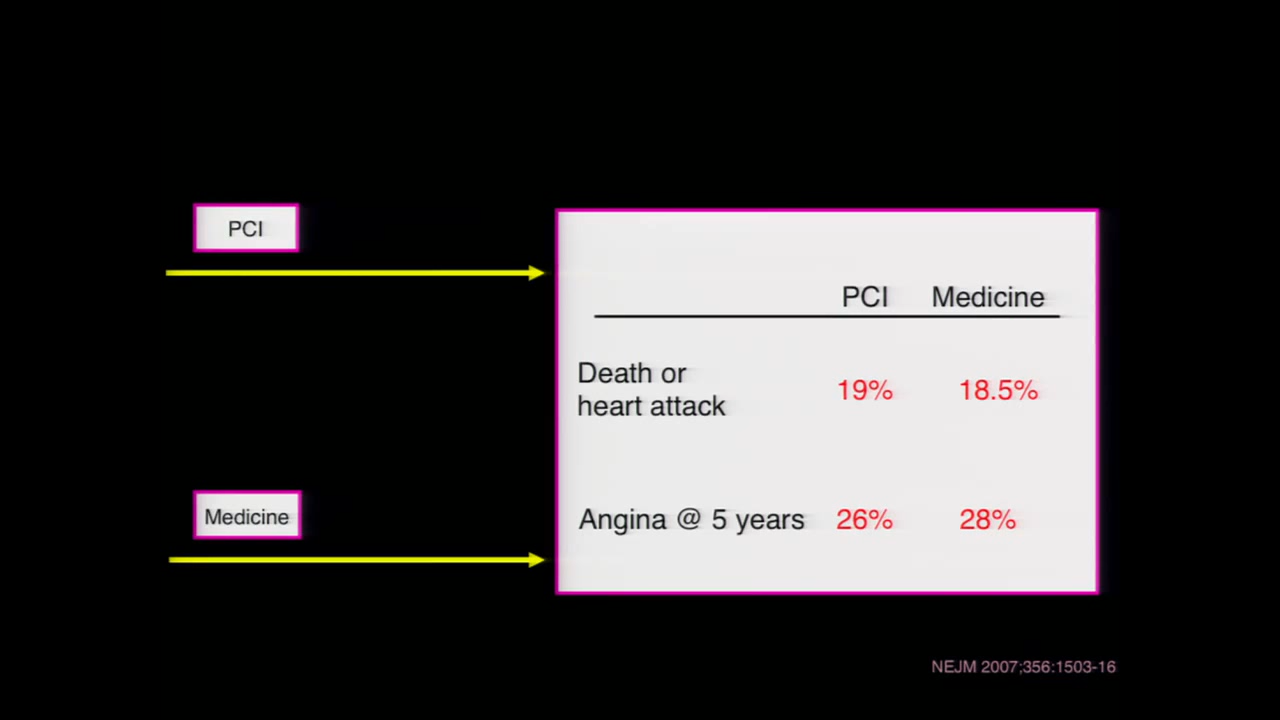 PCI
PCI Medicine
Death or
heart attack
19% 18.5%
Medicine
Angina @ 5 years 26% 28%
NEJM 2007;356:1503-16